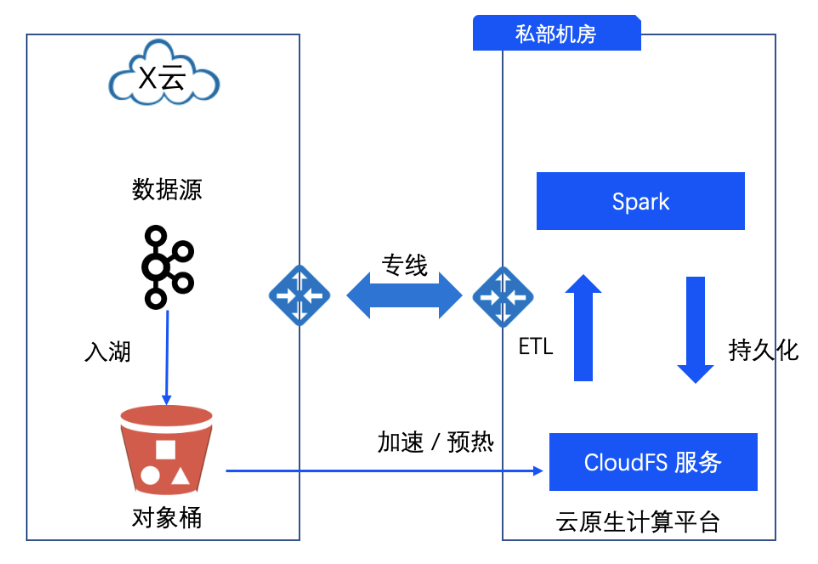 私部机房
X云
数据源
Spark
专线
入湖
ETL
持久化
加速 / 预热
CloudFS 服务
对象桶
云原生计算平台